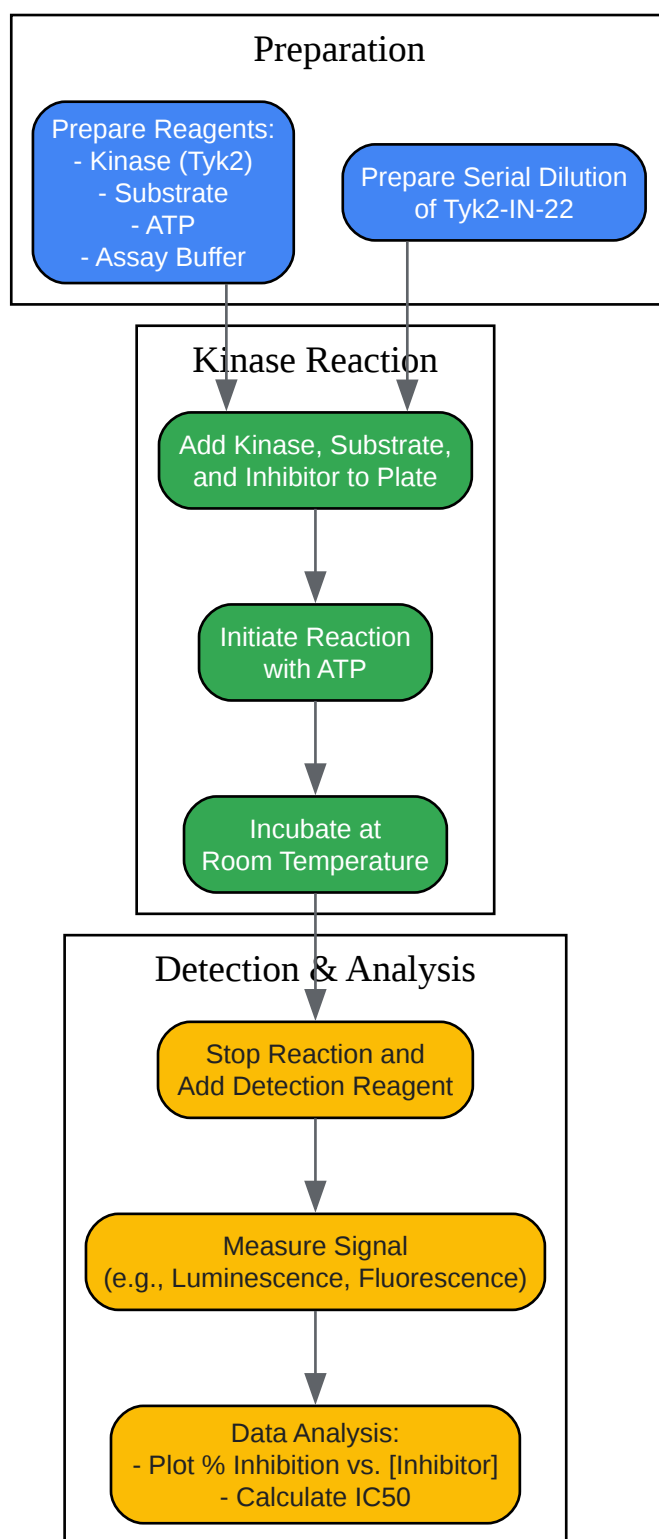 Preparation
Prepare Reagents:
- Kinase (Tyk2)
- Substrate
- ATP
- Assay Buffer
Prepare Serial Dilution
of Tyk2-IN-22
Kinase Reaction
Add Kinase, Substrate,
and Inhibitor to Plate
Initiate Reaction
with ATP
Incubate at
Room Temperature
Detection & Analysis
Stop Reaction and
Add Detection Reagent
Measure Signal
(e.g., Luminescence, Fluorescence)
Data Analysis:
- Plot % Inhibition vs. [Inhibitor]
- Calculate IC50